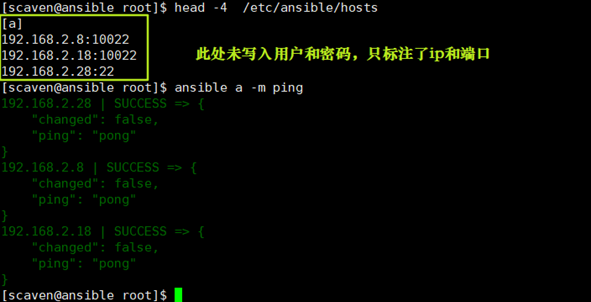 [scaven@ansible root]$ head -4  /etc/ansible/hosts
[a]
192.168.2.8:10022
192.168.2.18:10022
192.168.2.28:22
此处未写入用户和密码，只标注了ip和端口
[scaven@ansible root]$ ansible a -m ping
192.168.2.28 | SUCCESS => {
    "changed": false,
    "ping": "pong"
}
192.168.2.8 | SUCCESS => {
    "changed": false,
    "ping": "pong"
}
192.168.2.18 | SUCCESS => {
    "changed": false,
    "ping": "pong"
}
[scaven@ansible root]$